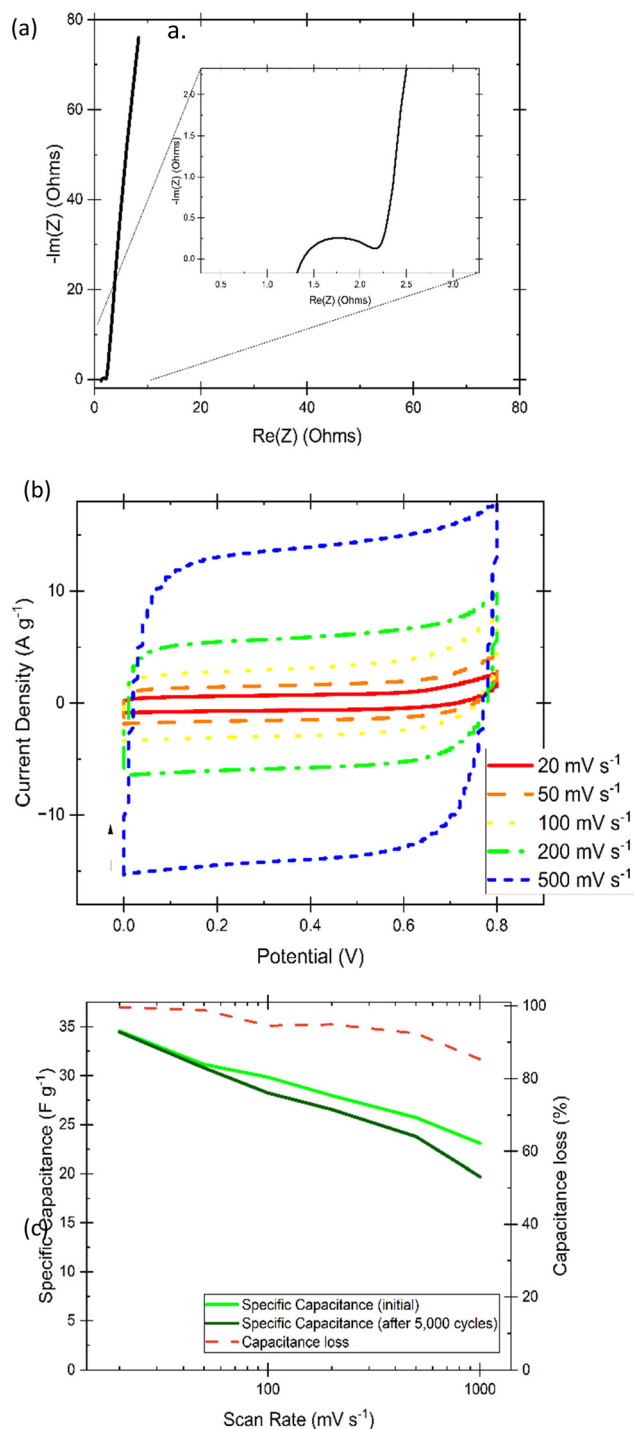 (a)
a.
80
60
40
20
0
-Im(Z) (Ohms)
2.0
1.5
1.0
0.5
0.0
-Im(Z) (Ohms)
0.5 1.0 1.5 2.0 2.5 3.0
Re(Z) (Ohms)
0 20 40 60 80
Re(Z) (Ohms)
(b)
10
0
−10
Current Density (A g⁻¹)
20 mV s⁻¹
50 mV s⁻¹
100 mV s⁻¹
200 mV s⁻¹
500 mV s⁻¹
0.0 0.2 0.4 0.6 0.8
Potential (V)
35
30
25
20
15
10
5
0
Specific Capacitance (F g⁻¹)
(c)
100
80
60
40
20
0
Capacitance loss (%)
Specific Capacitance (initial)
Specific Capacitance (after 5,000 cycles)
Capacitance loss
100 1000
Scan Rate (mV s⁻¹)